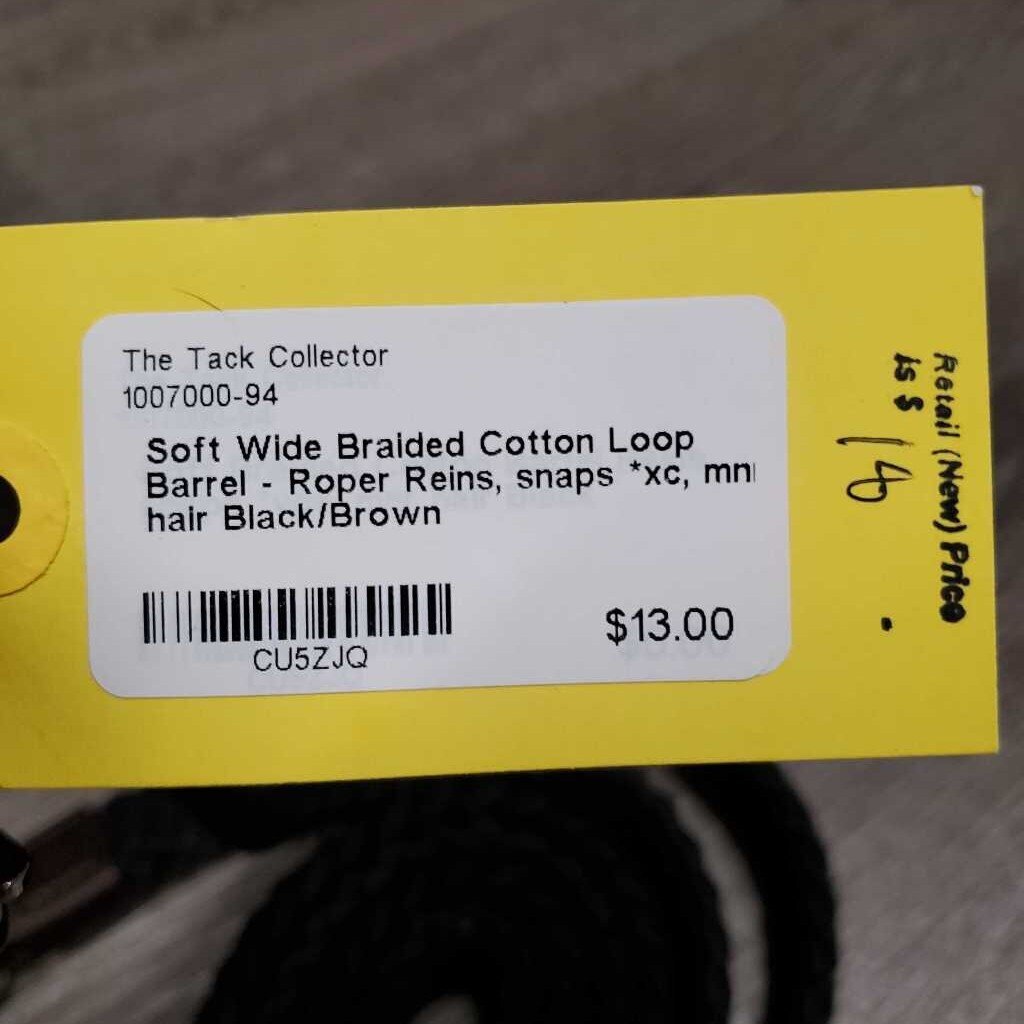 The Tack Collector
1007000-94
Soft Wide Braided Cotton Loop
Barrel - Roper Reins, snaps *xc, mn
hair Black/Brown
CU5ZJQ
$13.00
Retail (New) Price
is $